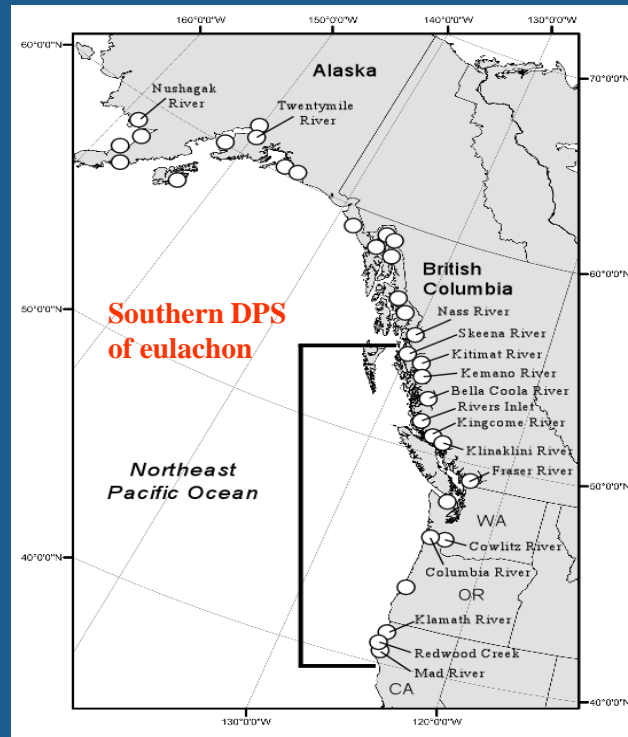 160°0'0"W
150°0'0"W
140°0'0"W
130°0'0"W
60°0'0"N
70°0'0"N
Alaska
Nushagak
River
Twentymile
River
60°0'0"N
British
Columbia
50°0'0"N
Southern DPS
of eulachon
Nass River
Skeena River
Kitimat River
Kemano River
Bella Coola River
Rivers Inlet
Kingcome River
Klinaklini River
Northeast
Pacific Ocean
Fraser River
50°0'0"N
WA
Cowlitz River
40°0'0"N
Columbia River
OR
Klamath River
Redwood Creek
Mad River
CA
40°0'0"N
130°0'0"W
120°0'0"W